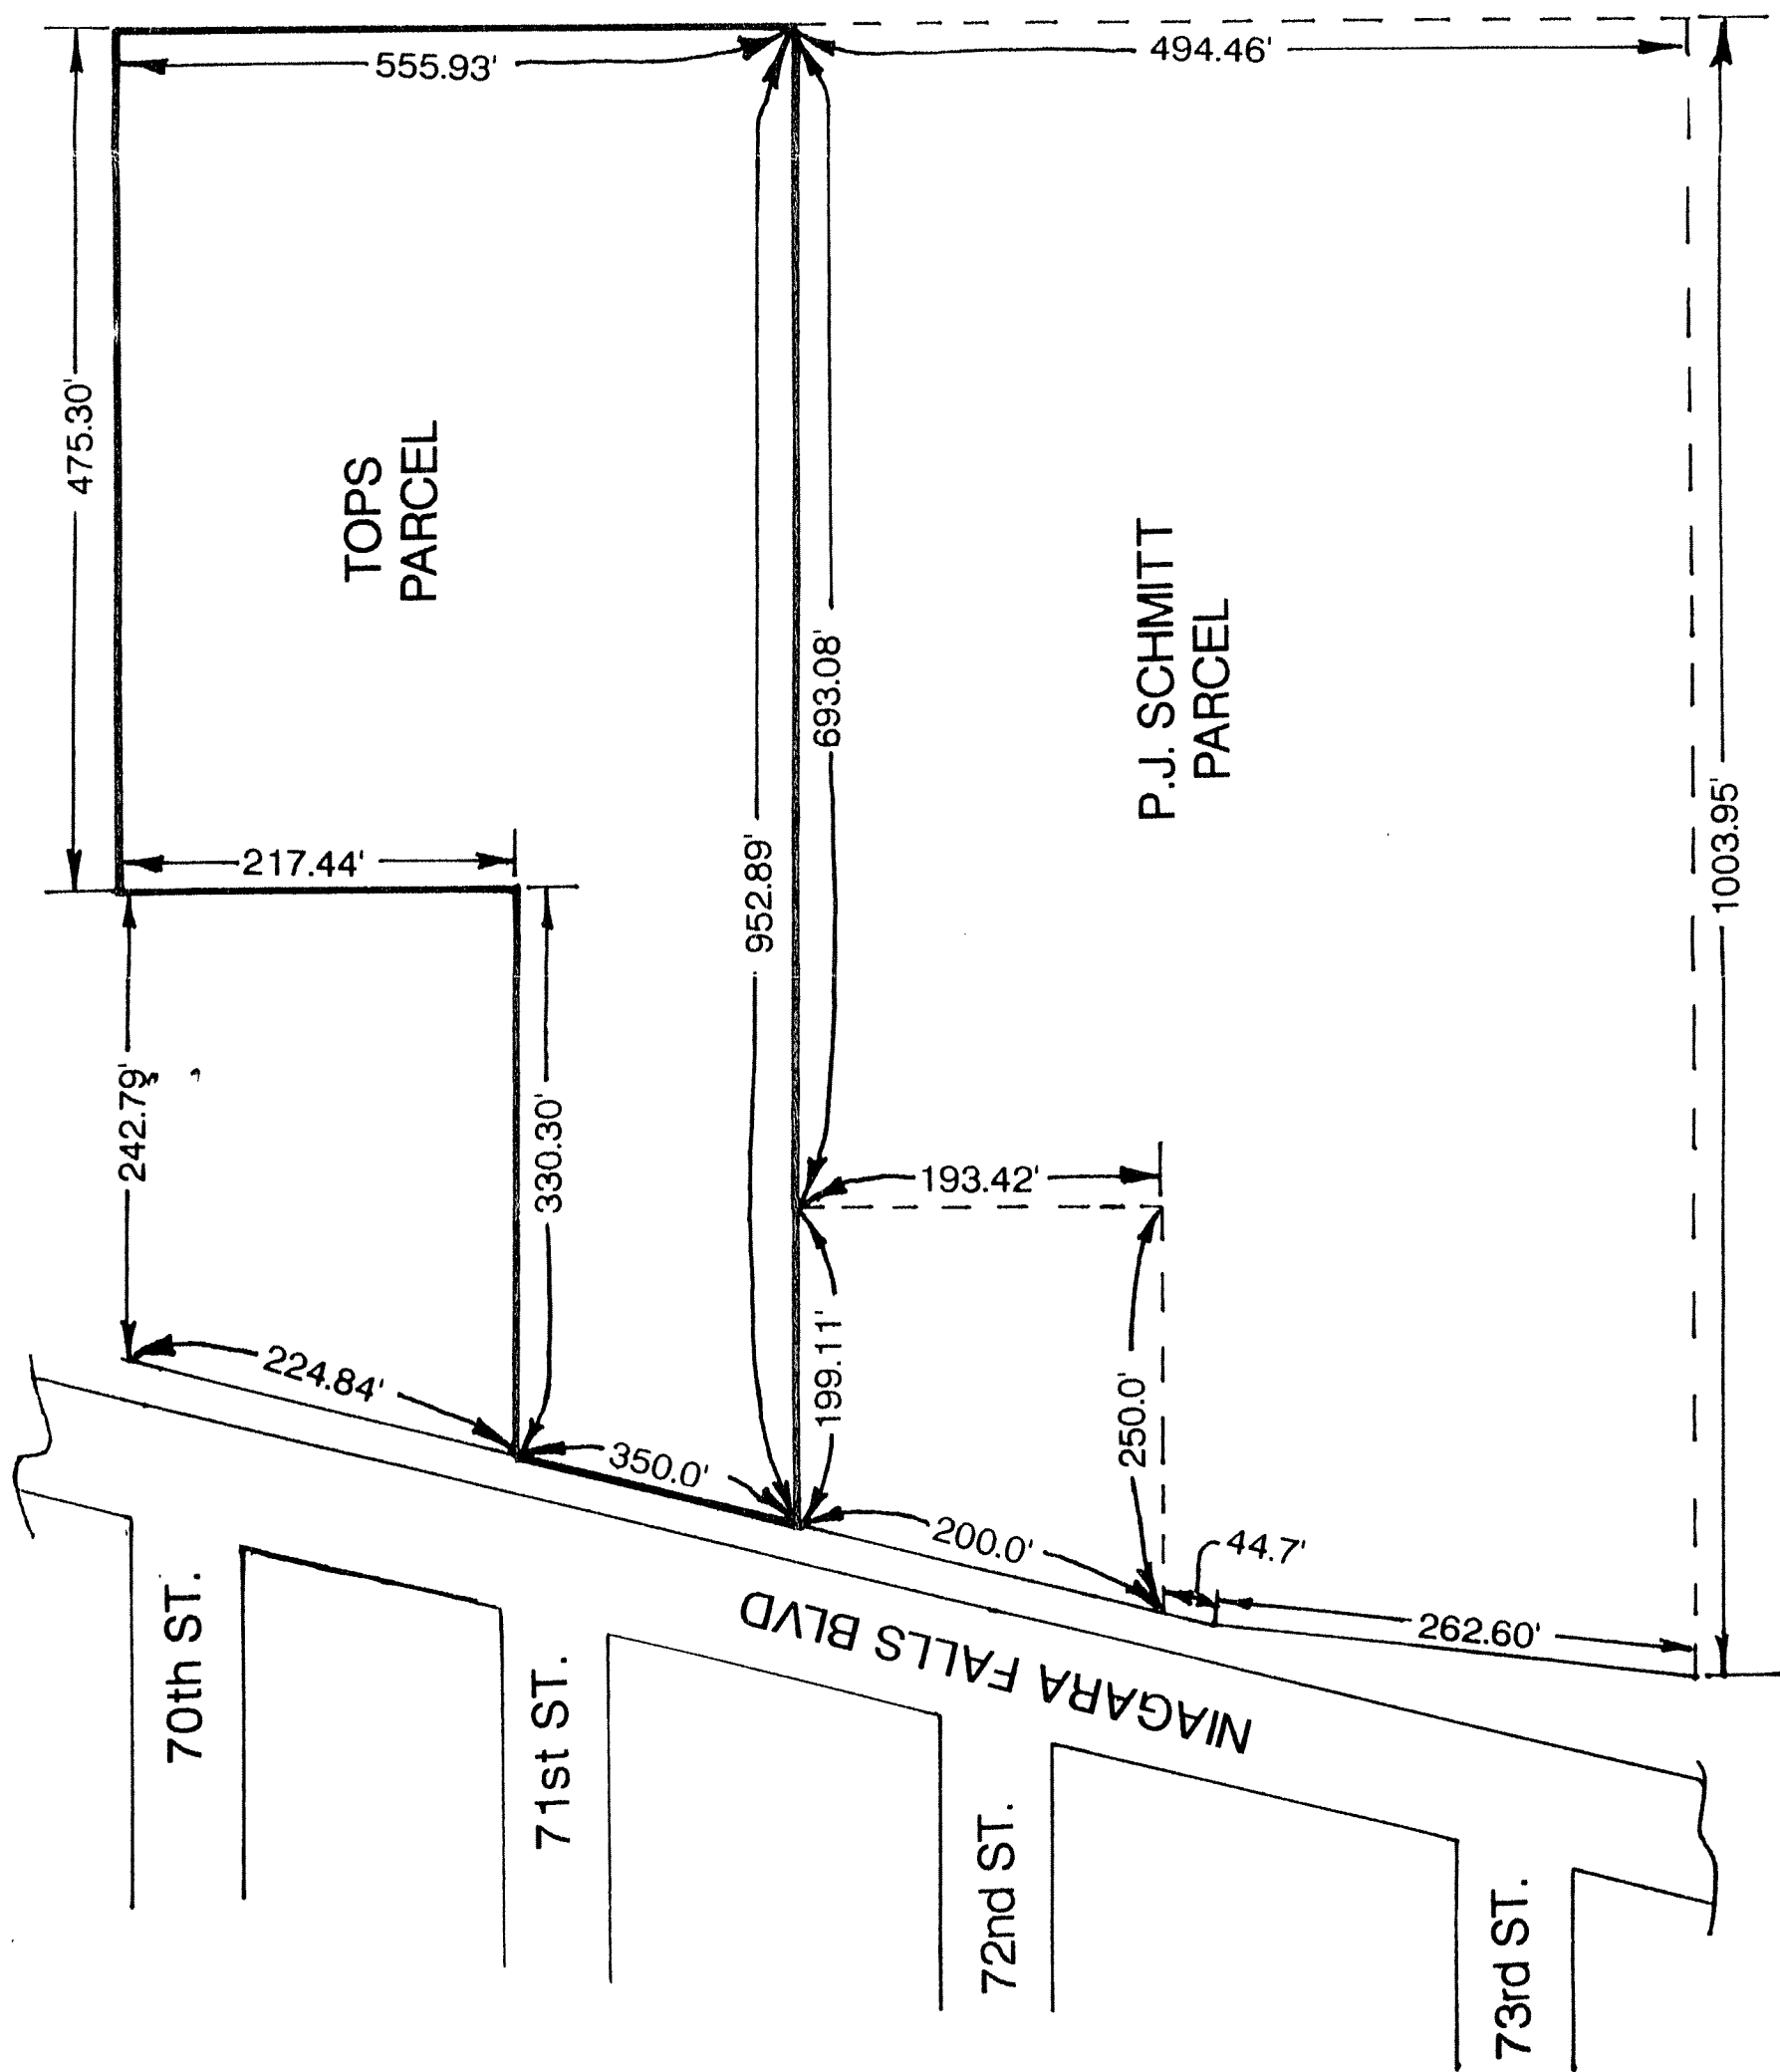 555.93'
494.46'
475.30'
TOPS
PARCEL
217.44'
952.89'
693.08'
P.J. SCHMITT
PARCEL
1003.95'
242.79'
330.30'
193.42'
199.11'
250.0'
224.84'
350.0'
200.0'
44.7'
262.60'
NIAGARA FALLS BLVD
70th ST.
71st ST.
72nd ST.
73rd ST.